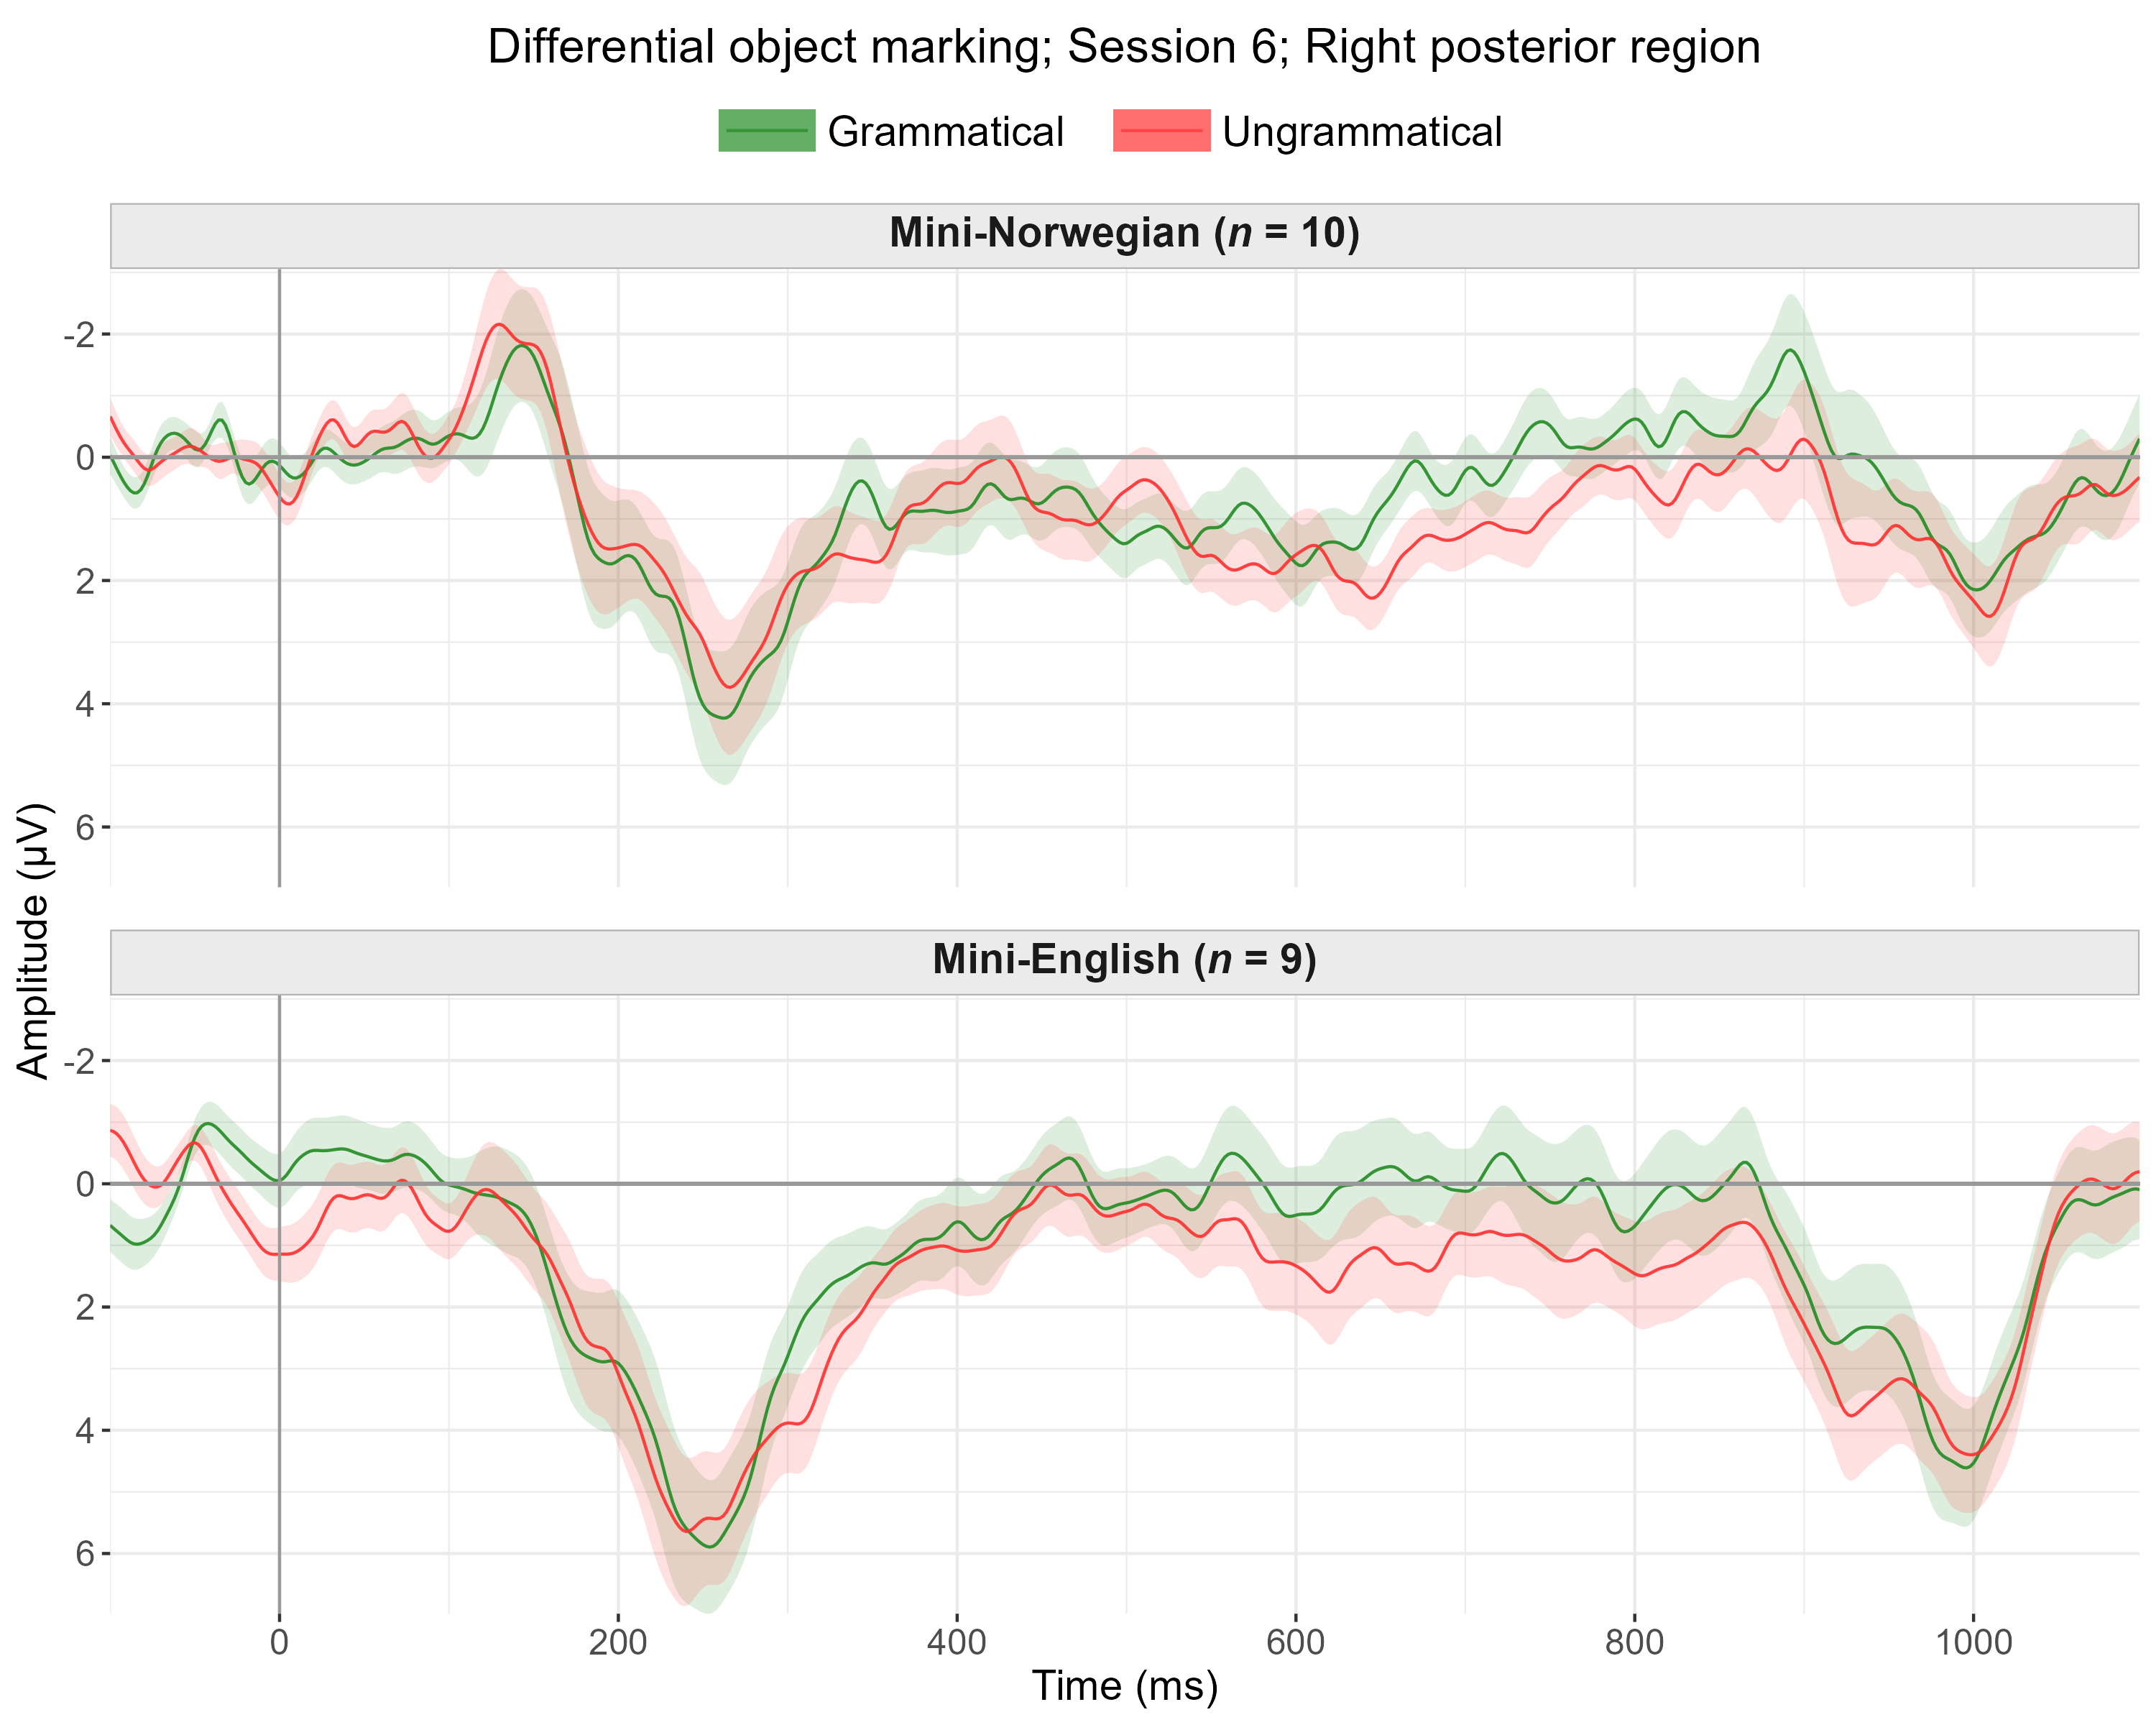 Differential object marking; Session 6; Right posterior region
Grammatical Ungrammatical
Mini-Norwegian (n = 10)
-2
0
2
4
6
Mini-English (n = 9)
-2
0
2
4
6
0 200 400 600 800 1000
Time (ms)
Amplitude (µV)